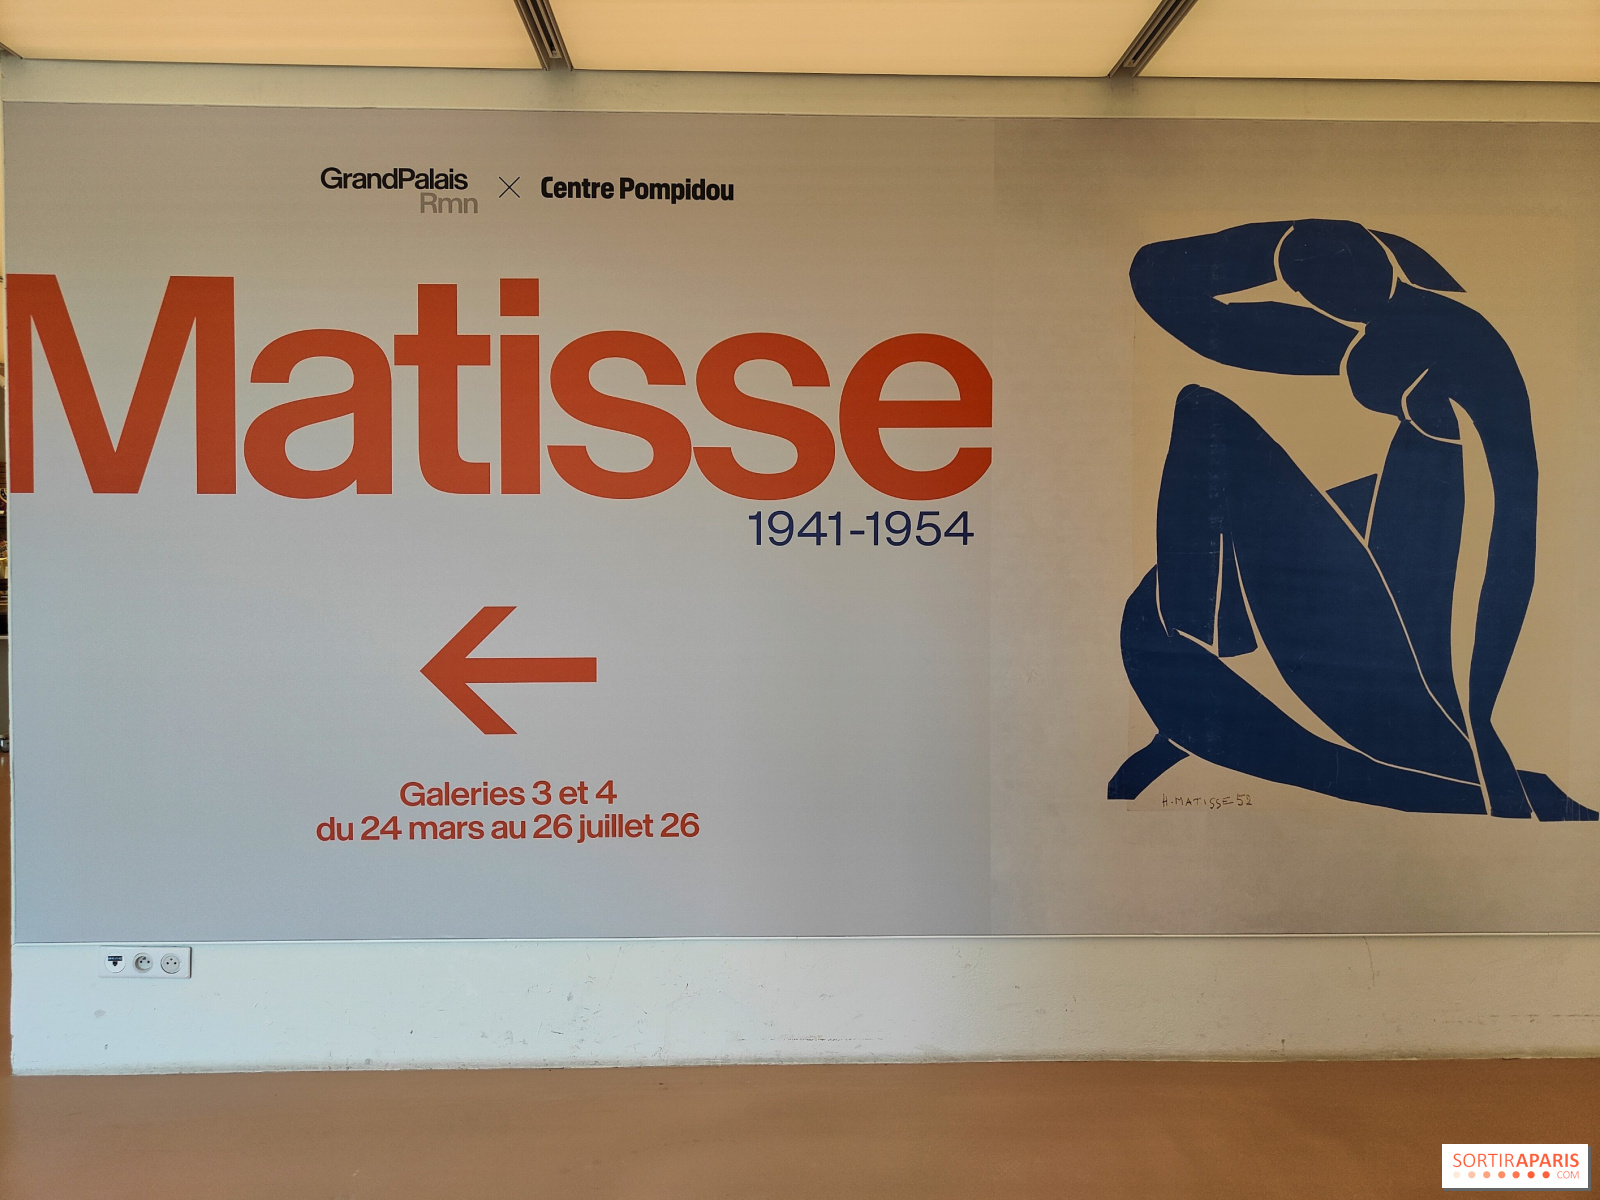 GrandPalais × Centre Pompidou
Rmn
Matisse
1941-1954
Galeries 3 et 4
du 24 mars au 26 juillet 26
H.MATISSE 52
SORTIRAPARIS
.COM